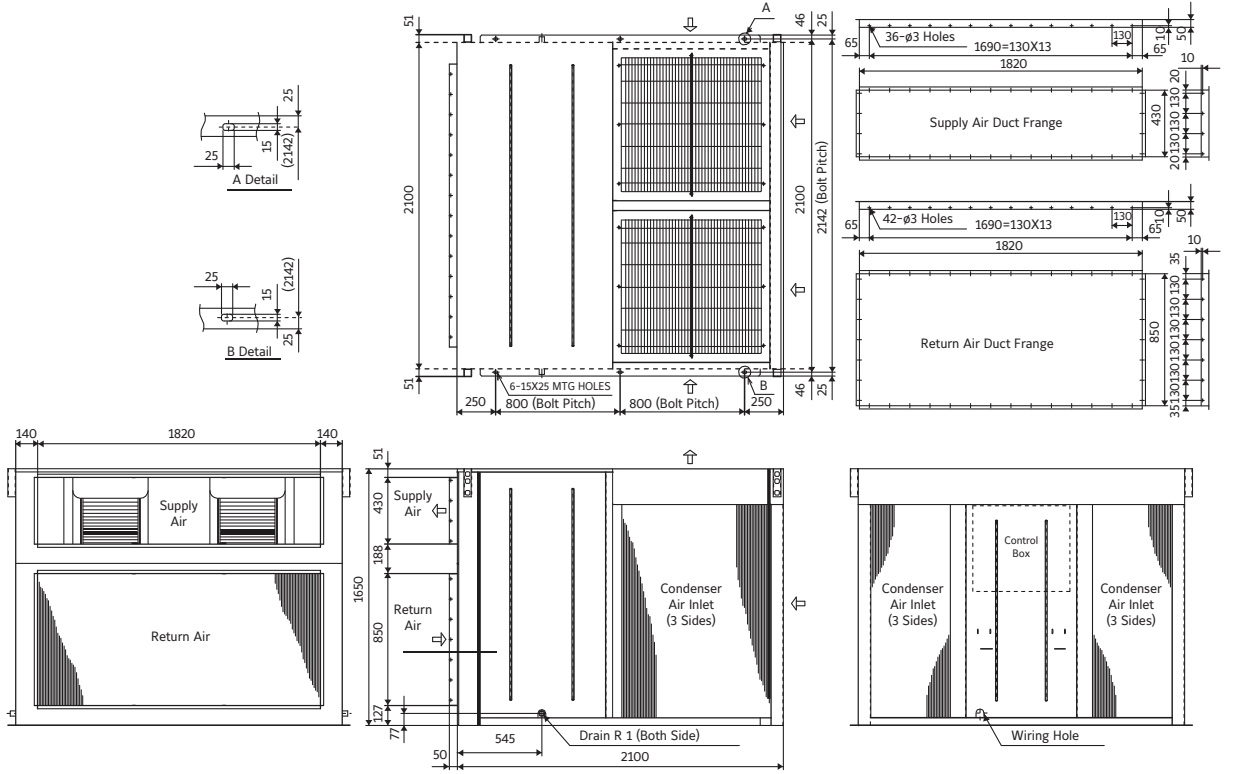 51
2100
51
A
46
25
2100
2142 (Bolt Pitch)
46
25
B
6-15X25 MTG HOLES
250
800 (Bolt Pitch)
800 (Bolt Pitch)
250
25
15
(2142)
25
A Detail
25
15
(2142)
25
B Detail
36-ø3 Holes
1690=130X13
130
10
50
65
65
1820
10
Supply Air Duct Frange
430
20
130
130
130
20
42-ø3 Holes
1690=130X13
130
10
50
65
65
1820
10
Return Air Duct Frange
850
35
130
130
130
130
130
130
35
140
1820
140
Supply
Air
Return Air
1650
51
430
188
850
127
77
Supply
Air
Return
Air
Condenser
Air Inlet
(3 Sides)
Drain R 1 (Both Side)
545
50
2100
Control
Box
Condenser
Air Inlet
(3 Sides)
Condenser
Air Inlet
(3 Sides)
Wiring Hole